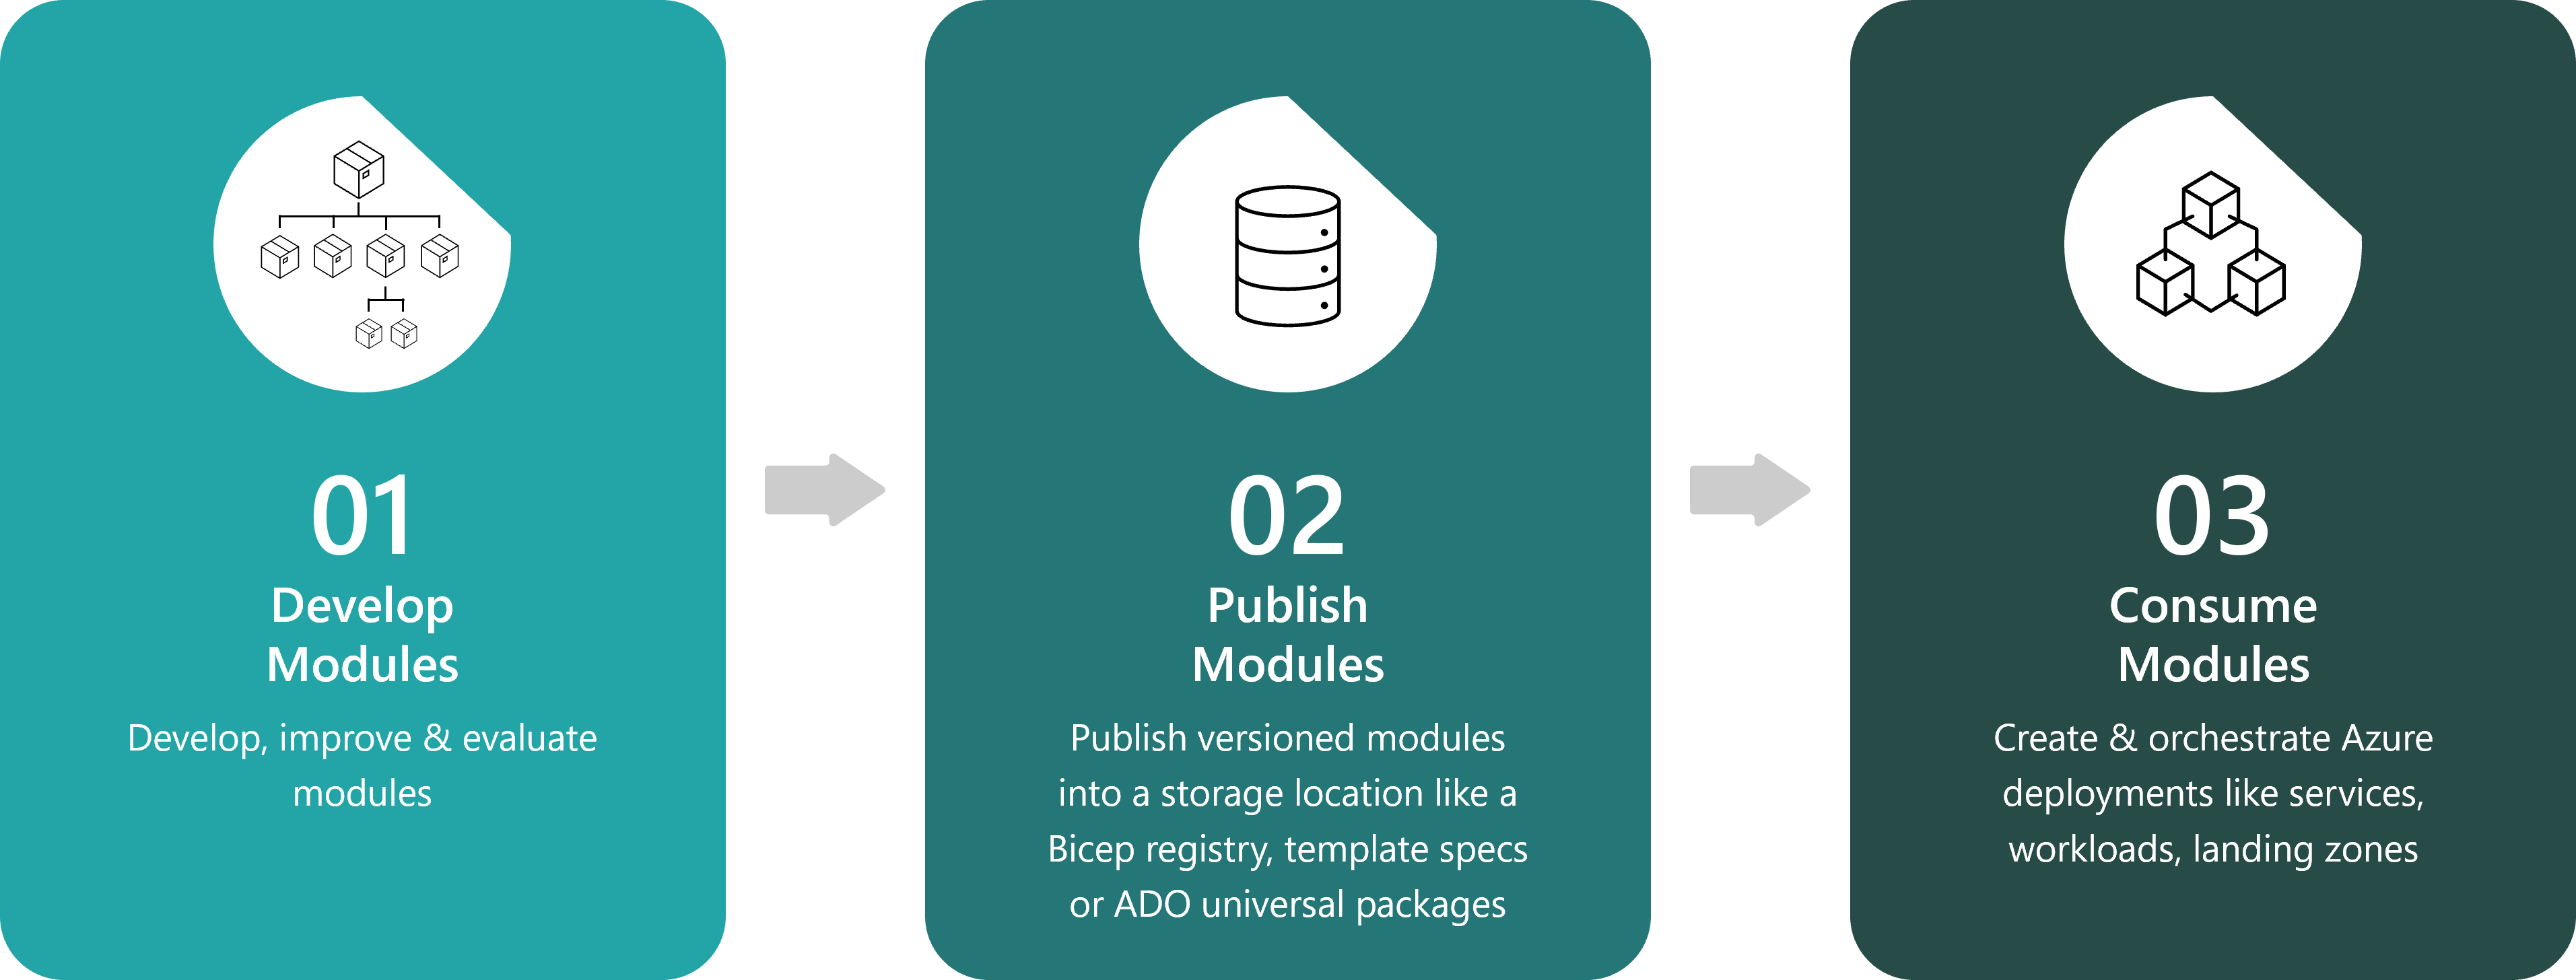 01
Develop
Modules
Develop, improve & evaluate
modules
02
Publish
Modules
Publish versioned modules
into a storage location like a
Bicep registry, template specs
or ADO universal packages
03
Consume
Modules
Create & orchestrate Azure
deployments like services,
workloads, landing zones